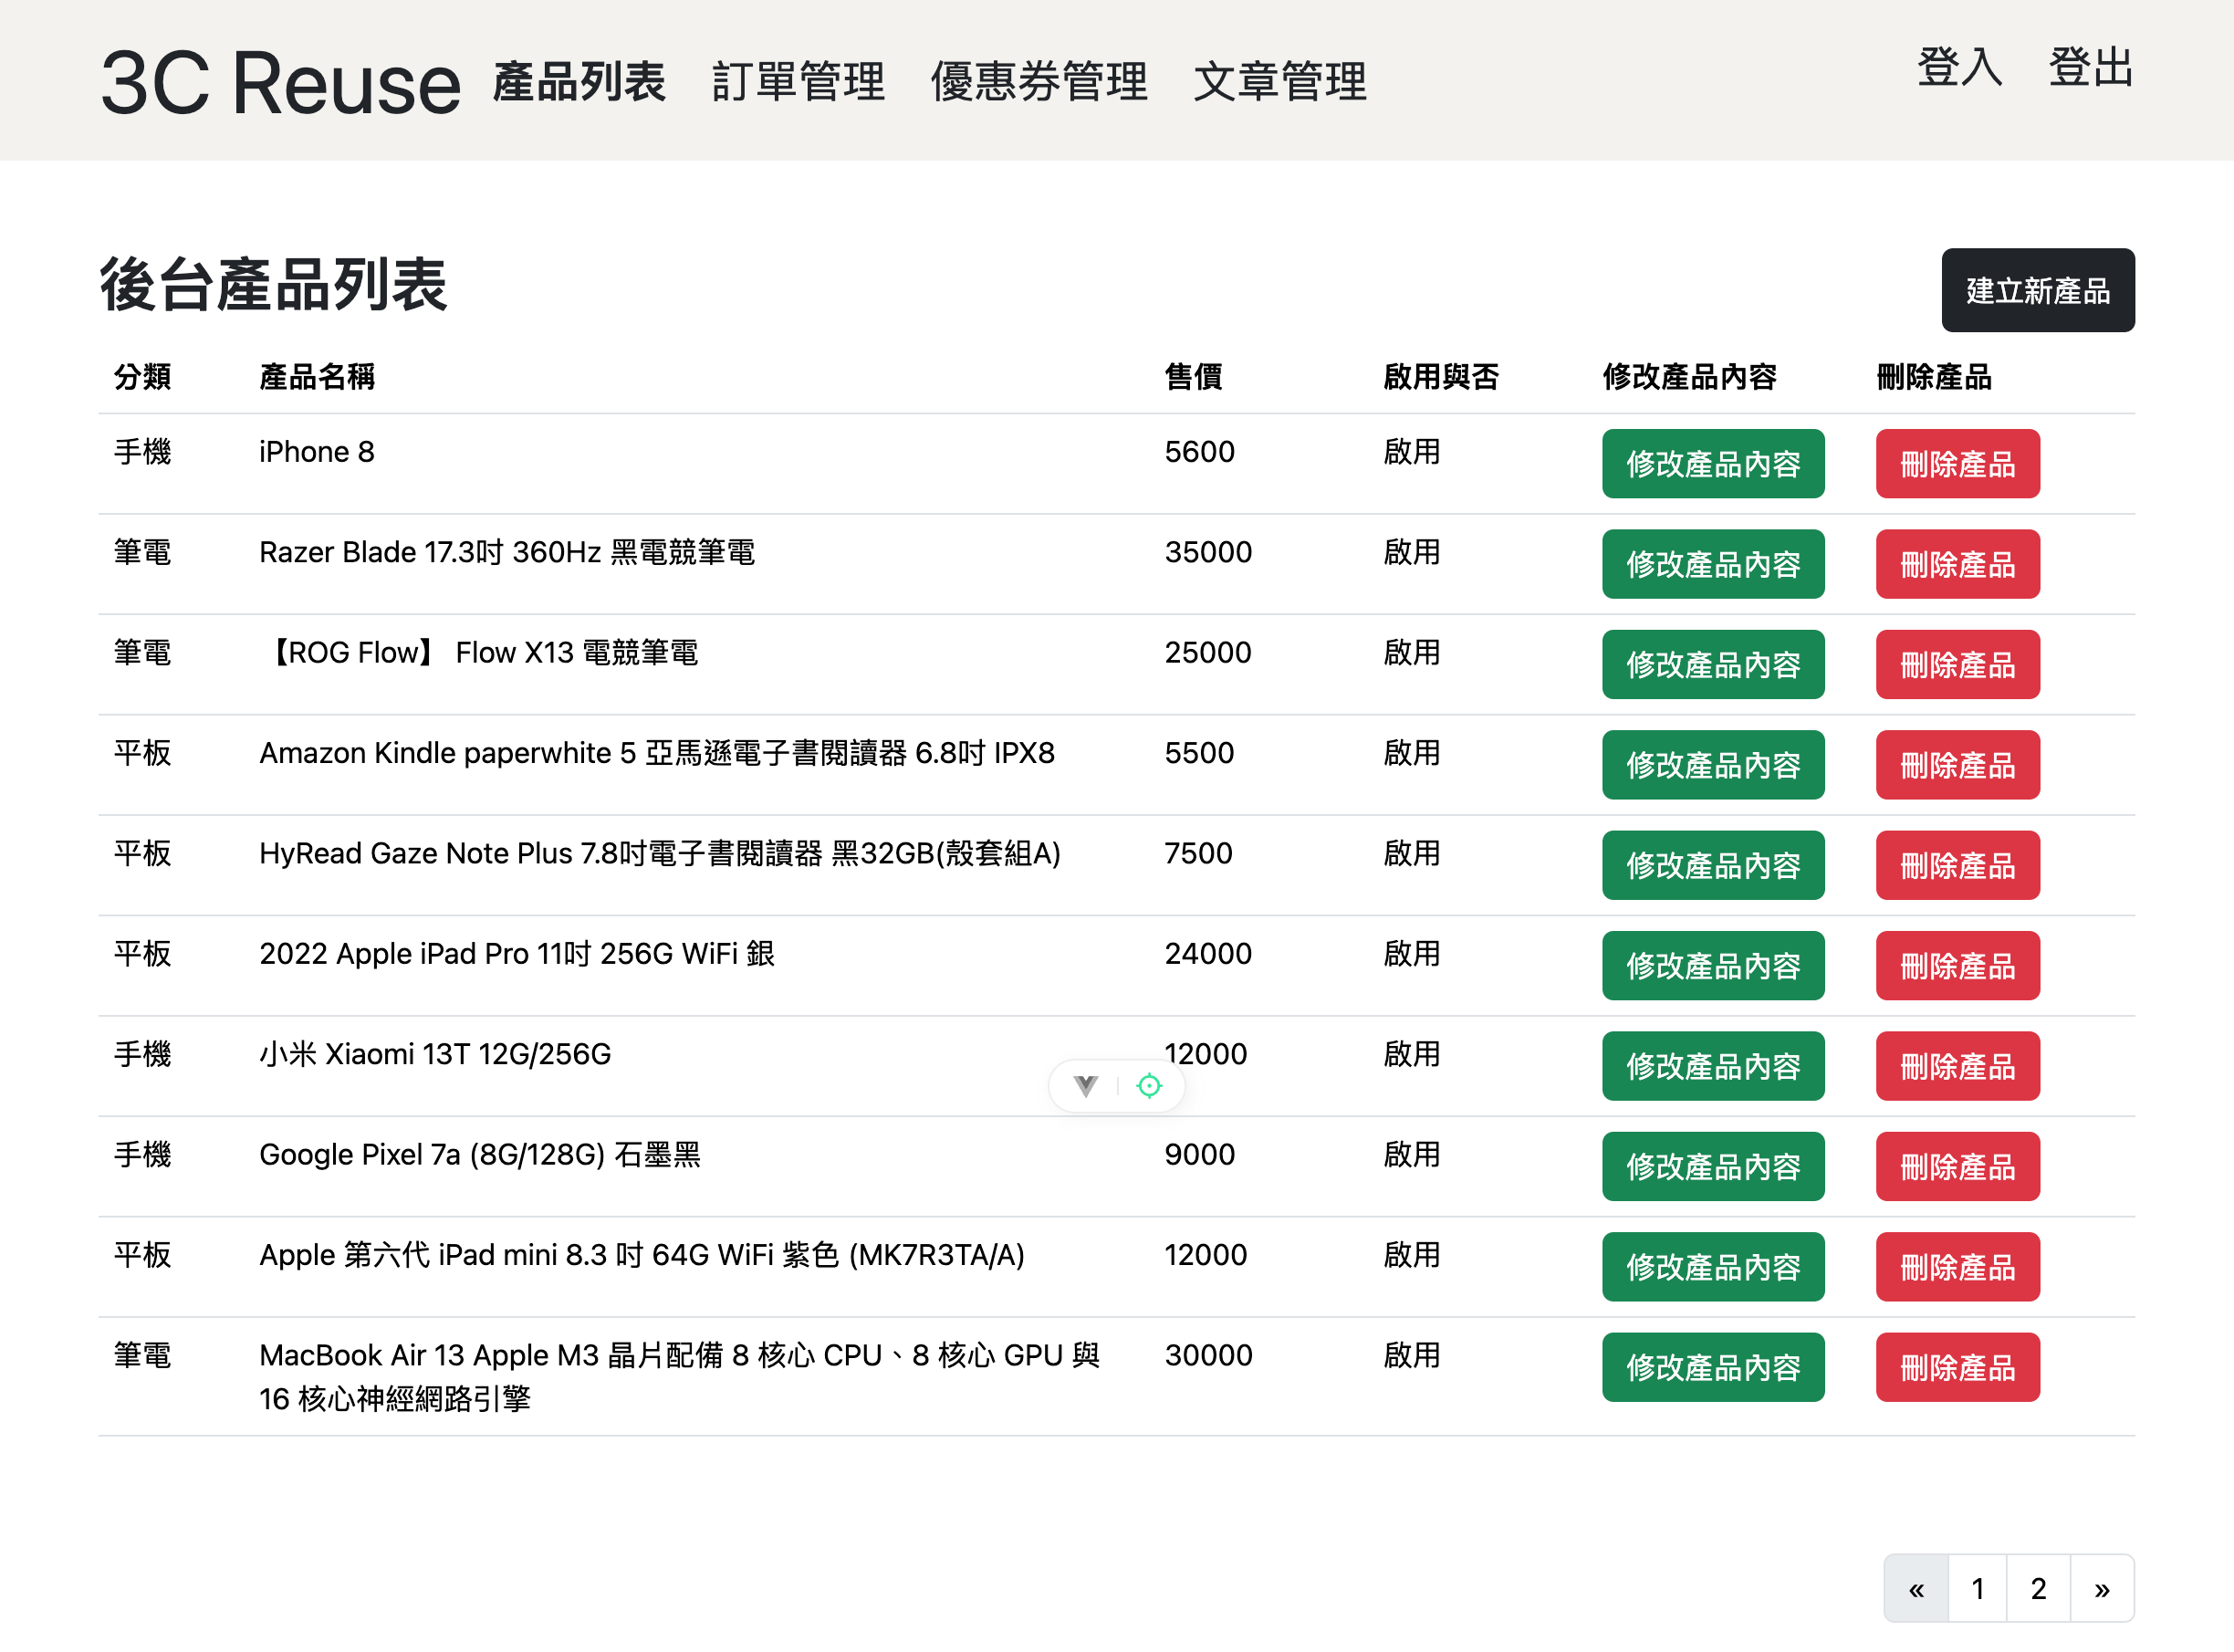 3C Reuse 產品列表 訂單管理 優惠券管理 文章管理 登入 登出
後台產品列表 建立新產品
分類 產品名稱 售價 啟用與否 修改產品內容 刪除產品
手機 iPhone 8 5600 啟用 修改產品內容 刪除產品
筆電 Razer Blade 17.3吋 360Hz 黑電競筆電 35000 啟用 修改產品內容 刪除產品
筆電 【ROG Flow】 Flow X13 電競筆電 25000 啟用 修改產品內容 刪除產品
平板 Amazon Kindle paperwhite 5 亞馬遜電子書閱讀器 6.8吋 IPX8 5500 啟用 修改產品內容 刪除產品
平板 HyRead Gaze Note Plus 7.8吋電子書閱讀器 黑32GB(殼套組A) 7500 啟用 修改產品內容 刪除產品
平板 2022 Apple iPad Pro 11吋 256G WiFi 銀 24000 啟用 修改產品內容 刪除產品
手機 小米 Xiaomi 13T 12G/256G 12000 啟用 修改產品內容 刪除產品
手機 Google Pixel 7a (8G/128G) 石墨黑 9000 啟用 修改產品內容 刪除產品
平板 Apple 第六代 iPad mini 8.3 吋 64G WiFi 紫色 (MK7R3TA/A) 12000 啟用 修改產品內容 刪除產品
筆電 MacBook Air 13 Apple M3 晶片配備 8 核心 CPU、8 核心 GPU 與 30000 啟用 修改產品內容 刪除產品
16 核心神經網路引擎
« 1 2 »